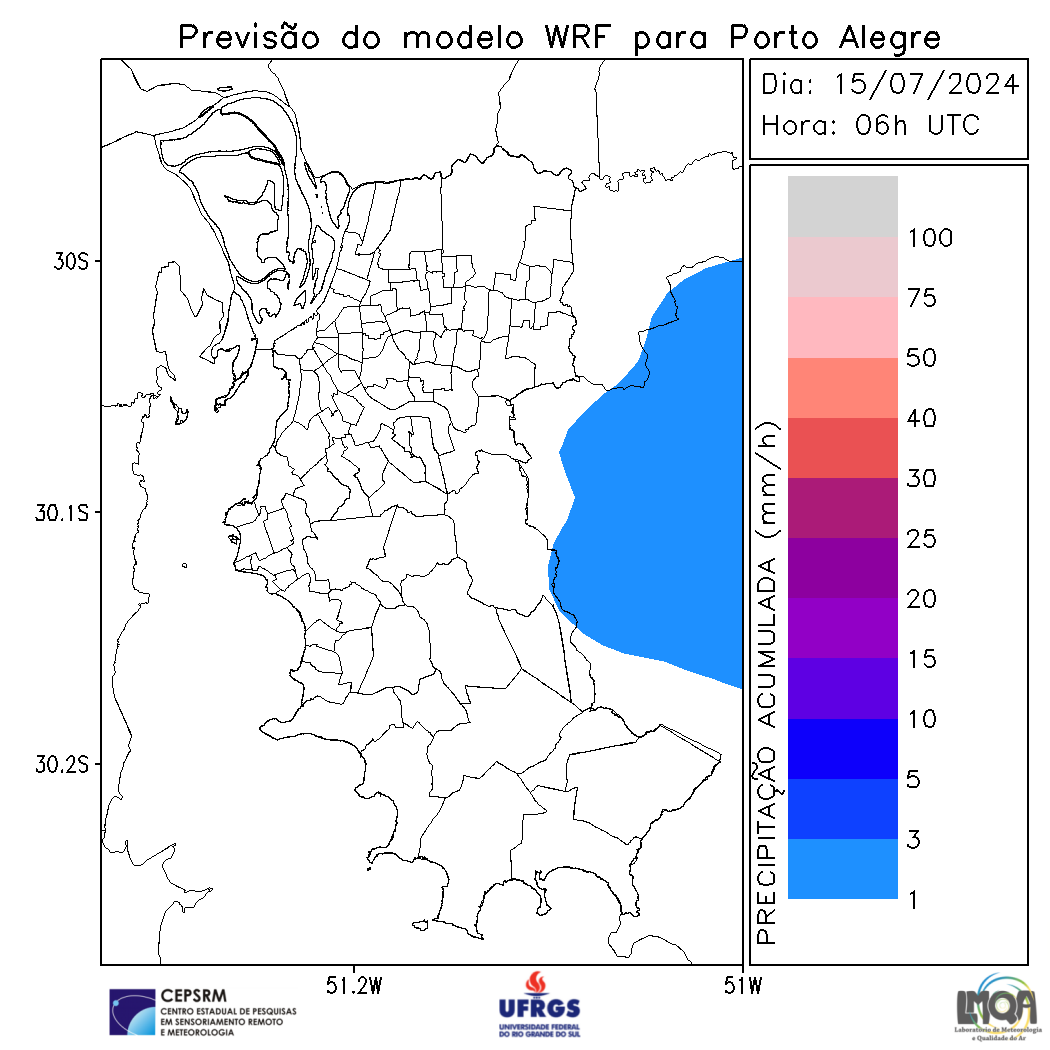 Previsão do modelo WRF para Porto Alegre
Dia: 15/07/2024
Hora: 06h UTC
30S
30.1S
30.2S
51.2W
51W
PRECIPITAÇÃO ACUMULADA (mm/h)
100
75
50
40
30
25
20
15
10
5
3
1
CEPSRM
CENTRO ESTADUAL DE PESQUISAS
EM SENSORIAMENTO REMOTO
E METEOROLOGIA
UFRGS
UNIVERSIDADE FEDERAL
DO RIO GRANDE DO SUL
LMQA
Laboratório de Meteorologia
e Qualidade do Ar